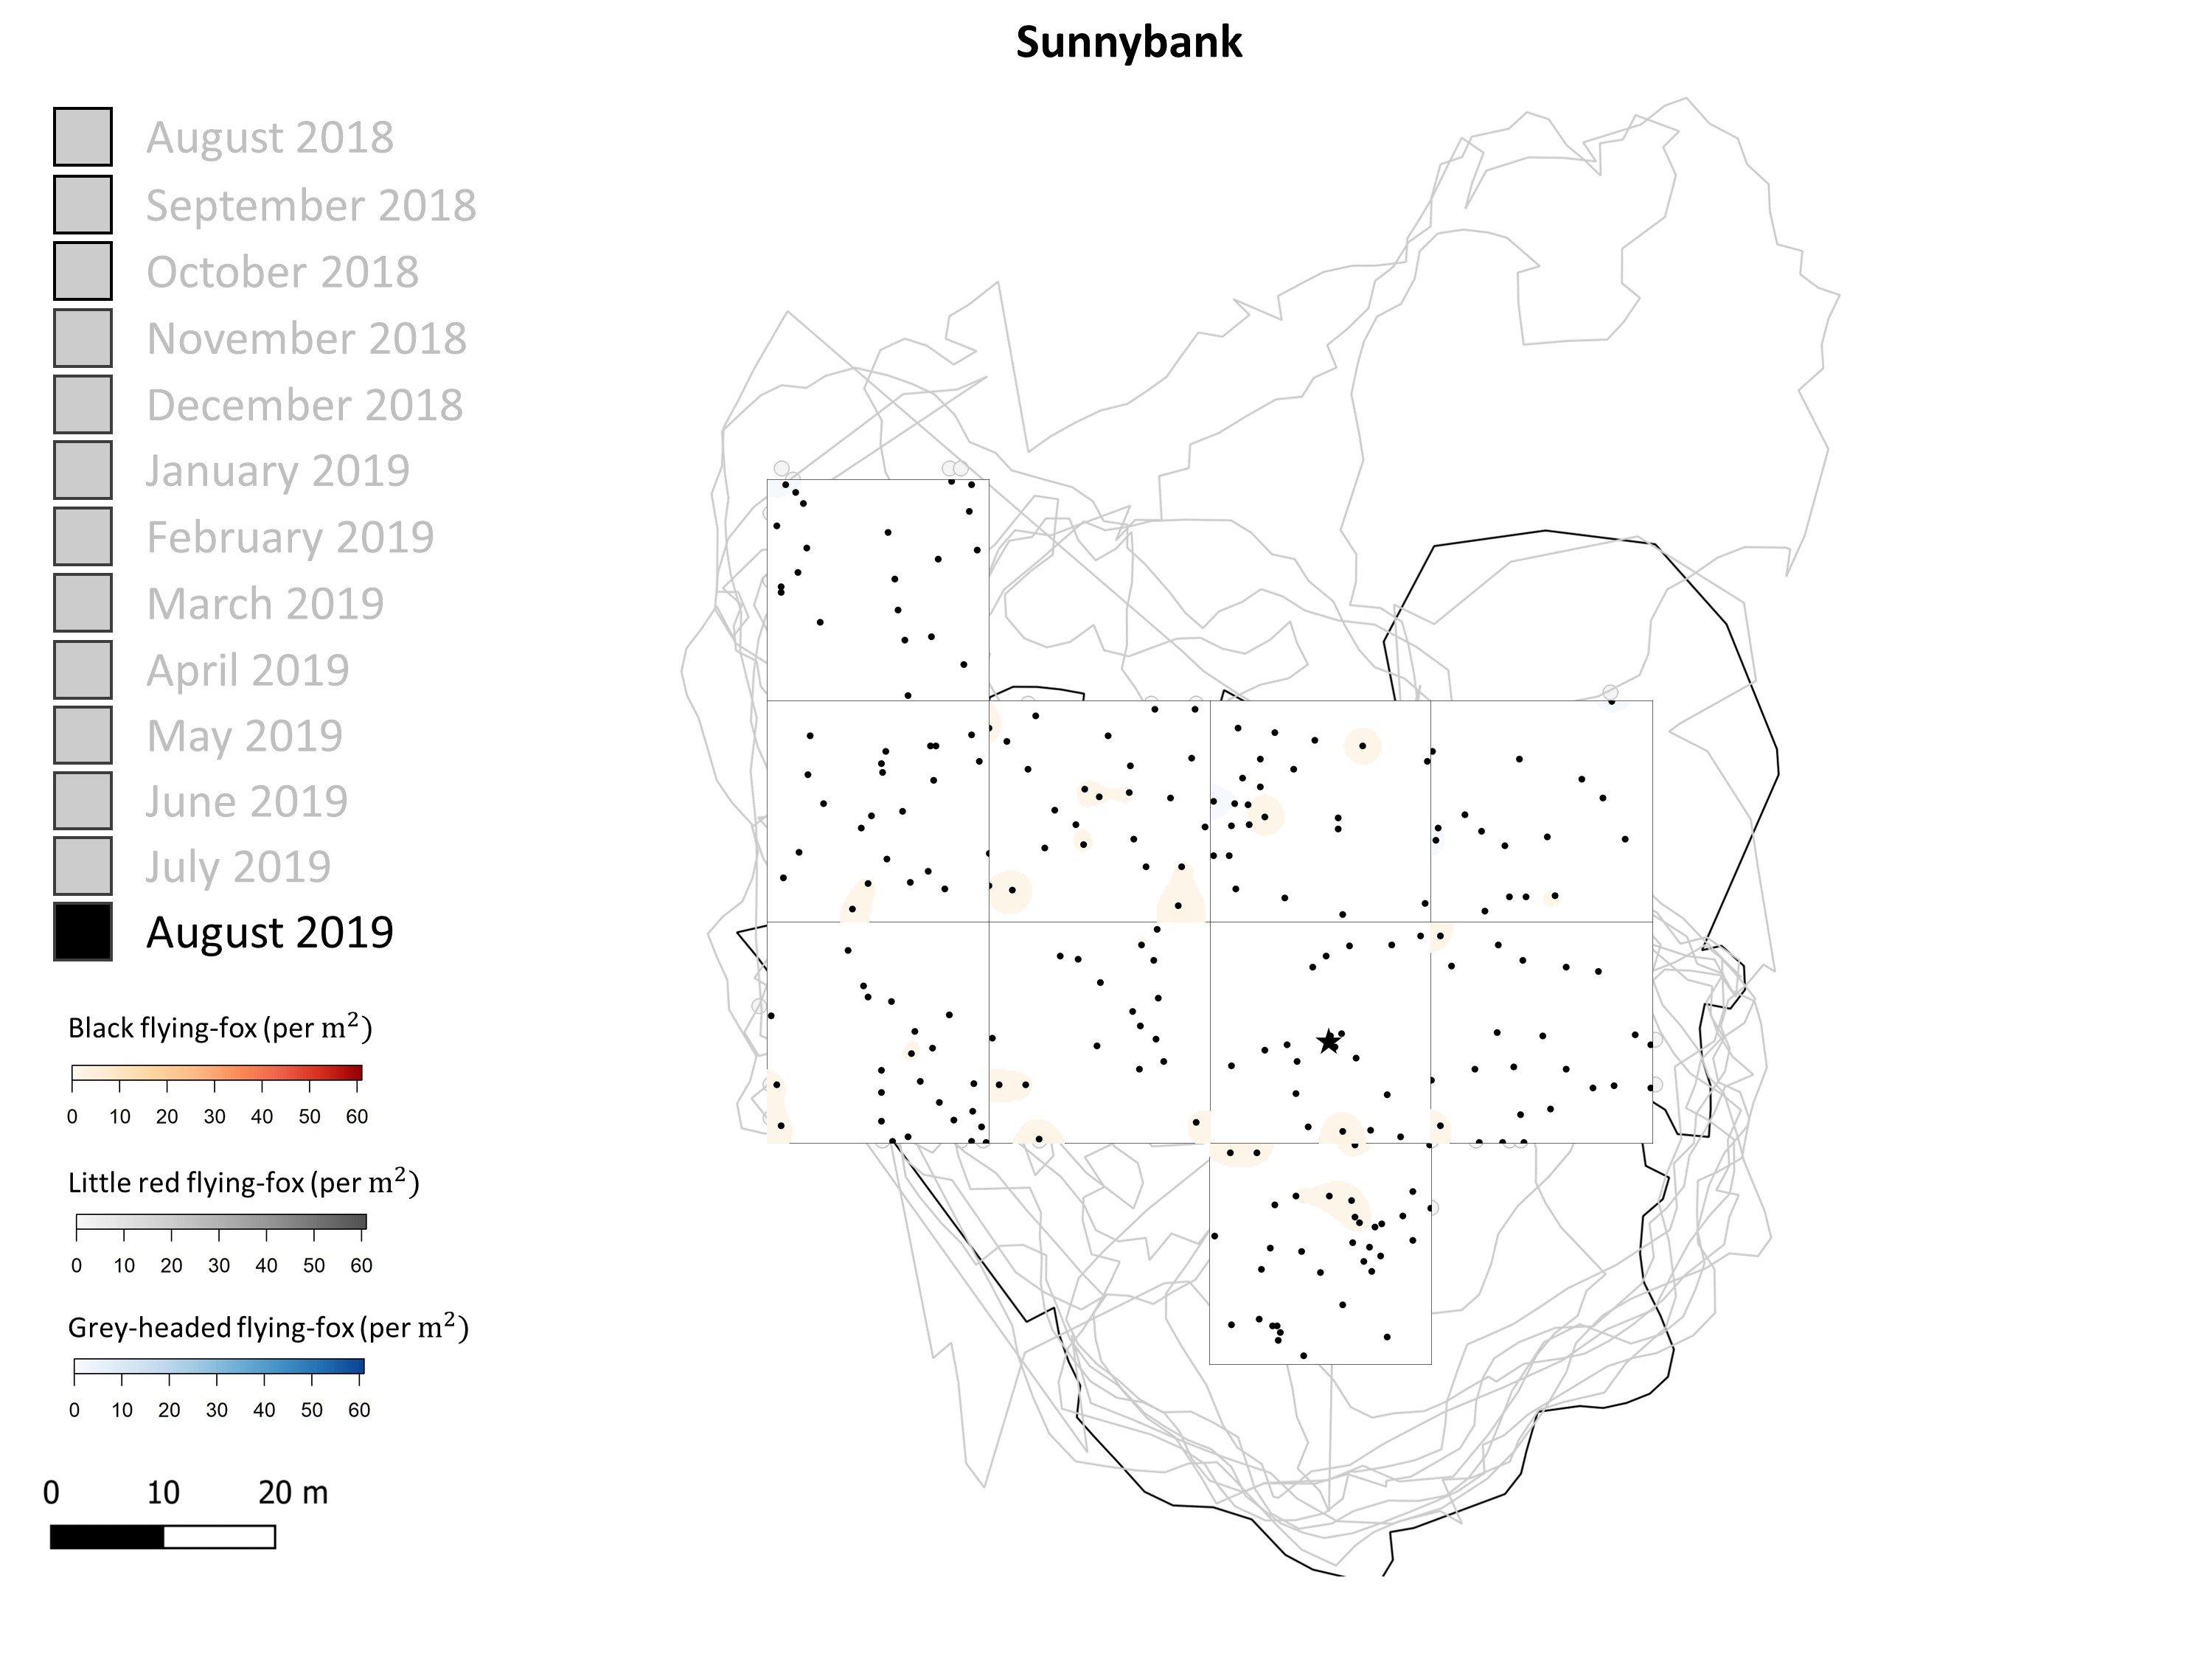 Sunnybank
August 2018
September 2018
October 2018
November 2018
December 2018
January 2019
February 2019
March 2019
April 2019
May 2019
June 2019
July 2019
August 2019
Black flying-fox (per m²)
0 10 20 30 40 50 60
Little red flying-fox (per m²)
0 10 20 30 40 50 60
Grey-headed flying-fox (per m²)
0 10 20 30 40 50 60
0 10 20 m